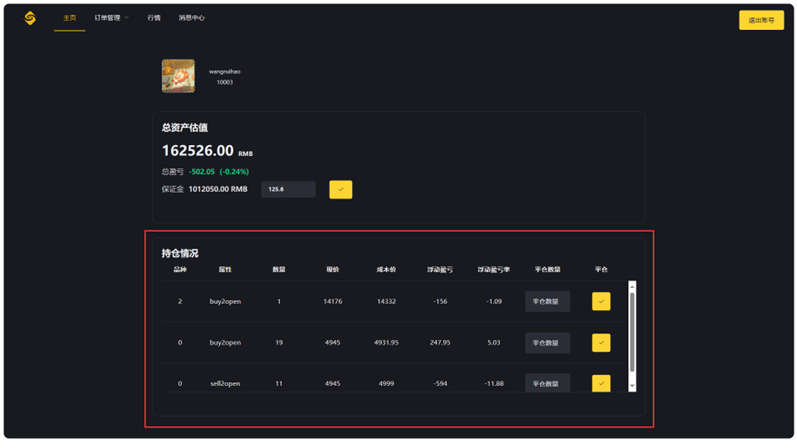 主页 订单管理 行情 消息中心 退出账号
wangruihao
10003
总资产估值
162526.00 RMB
总盈亏 -502.05 (-0.24%)
保证金 1012050.00 RMB 125.6
持仓情况
品种 属性 数量 现价 成本价 浮动盈亏 浮动盈亏率 平仓数量 平仓
2 buy2open 1 14176 14332 -156 -1.09 平仓数量
0 buy2open 19 4945 4931.95 247.95 5.03 平仓数量
0 sell2open 11 4945 4999 -594 -11.88 平仓数量